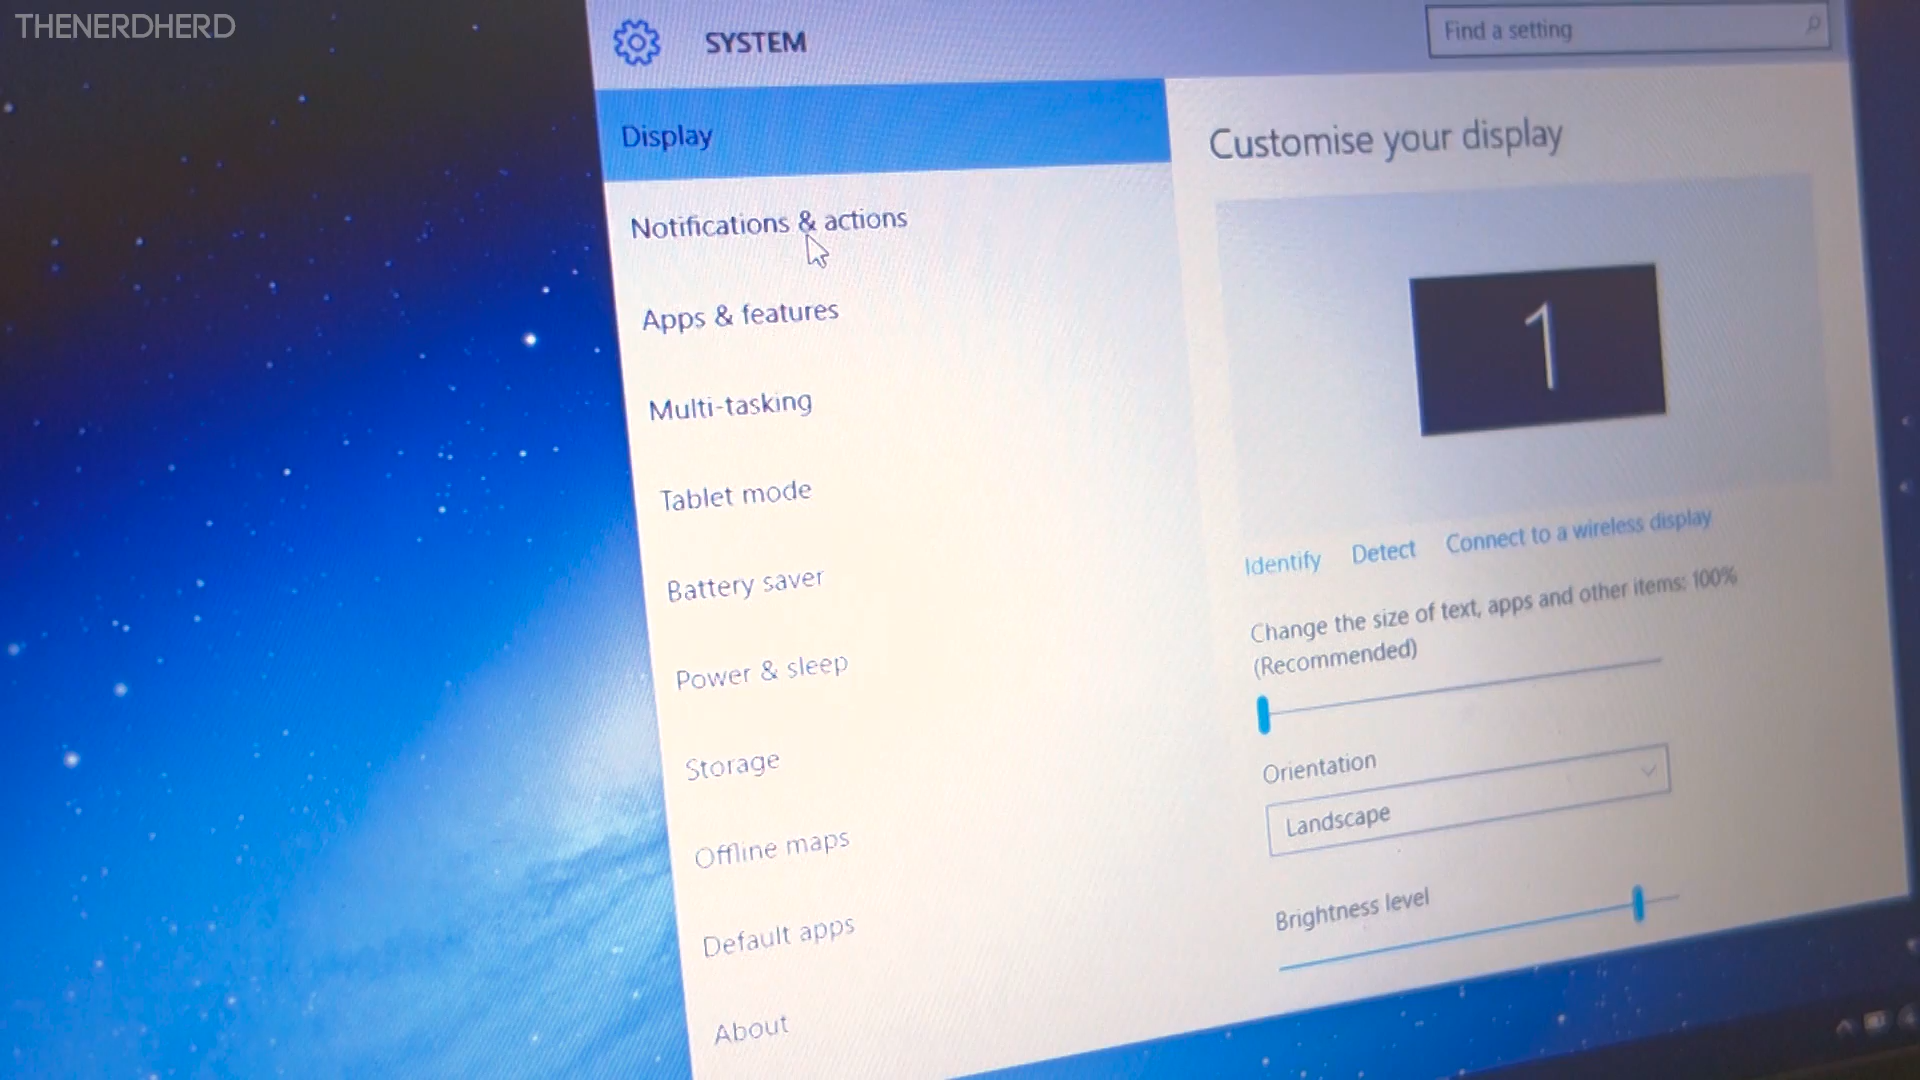 THENERDHERD
SYSTEM
Find a setting
Display
Notifications & actions
Apps & features
Multi-tasking
Tablet mode
Battery saver
Power & sleep
Storage
Offline maps
Default apps
About
Customise your display
1
Identify Detect Connect to a wireless display
Change the size of text, apps and other items: 100%
(Recommended)
Orientation
Landscape
Brightness level